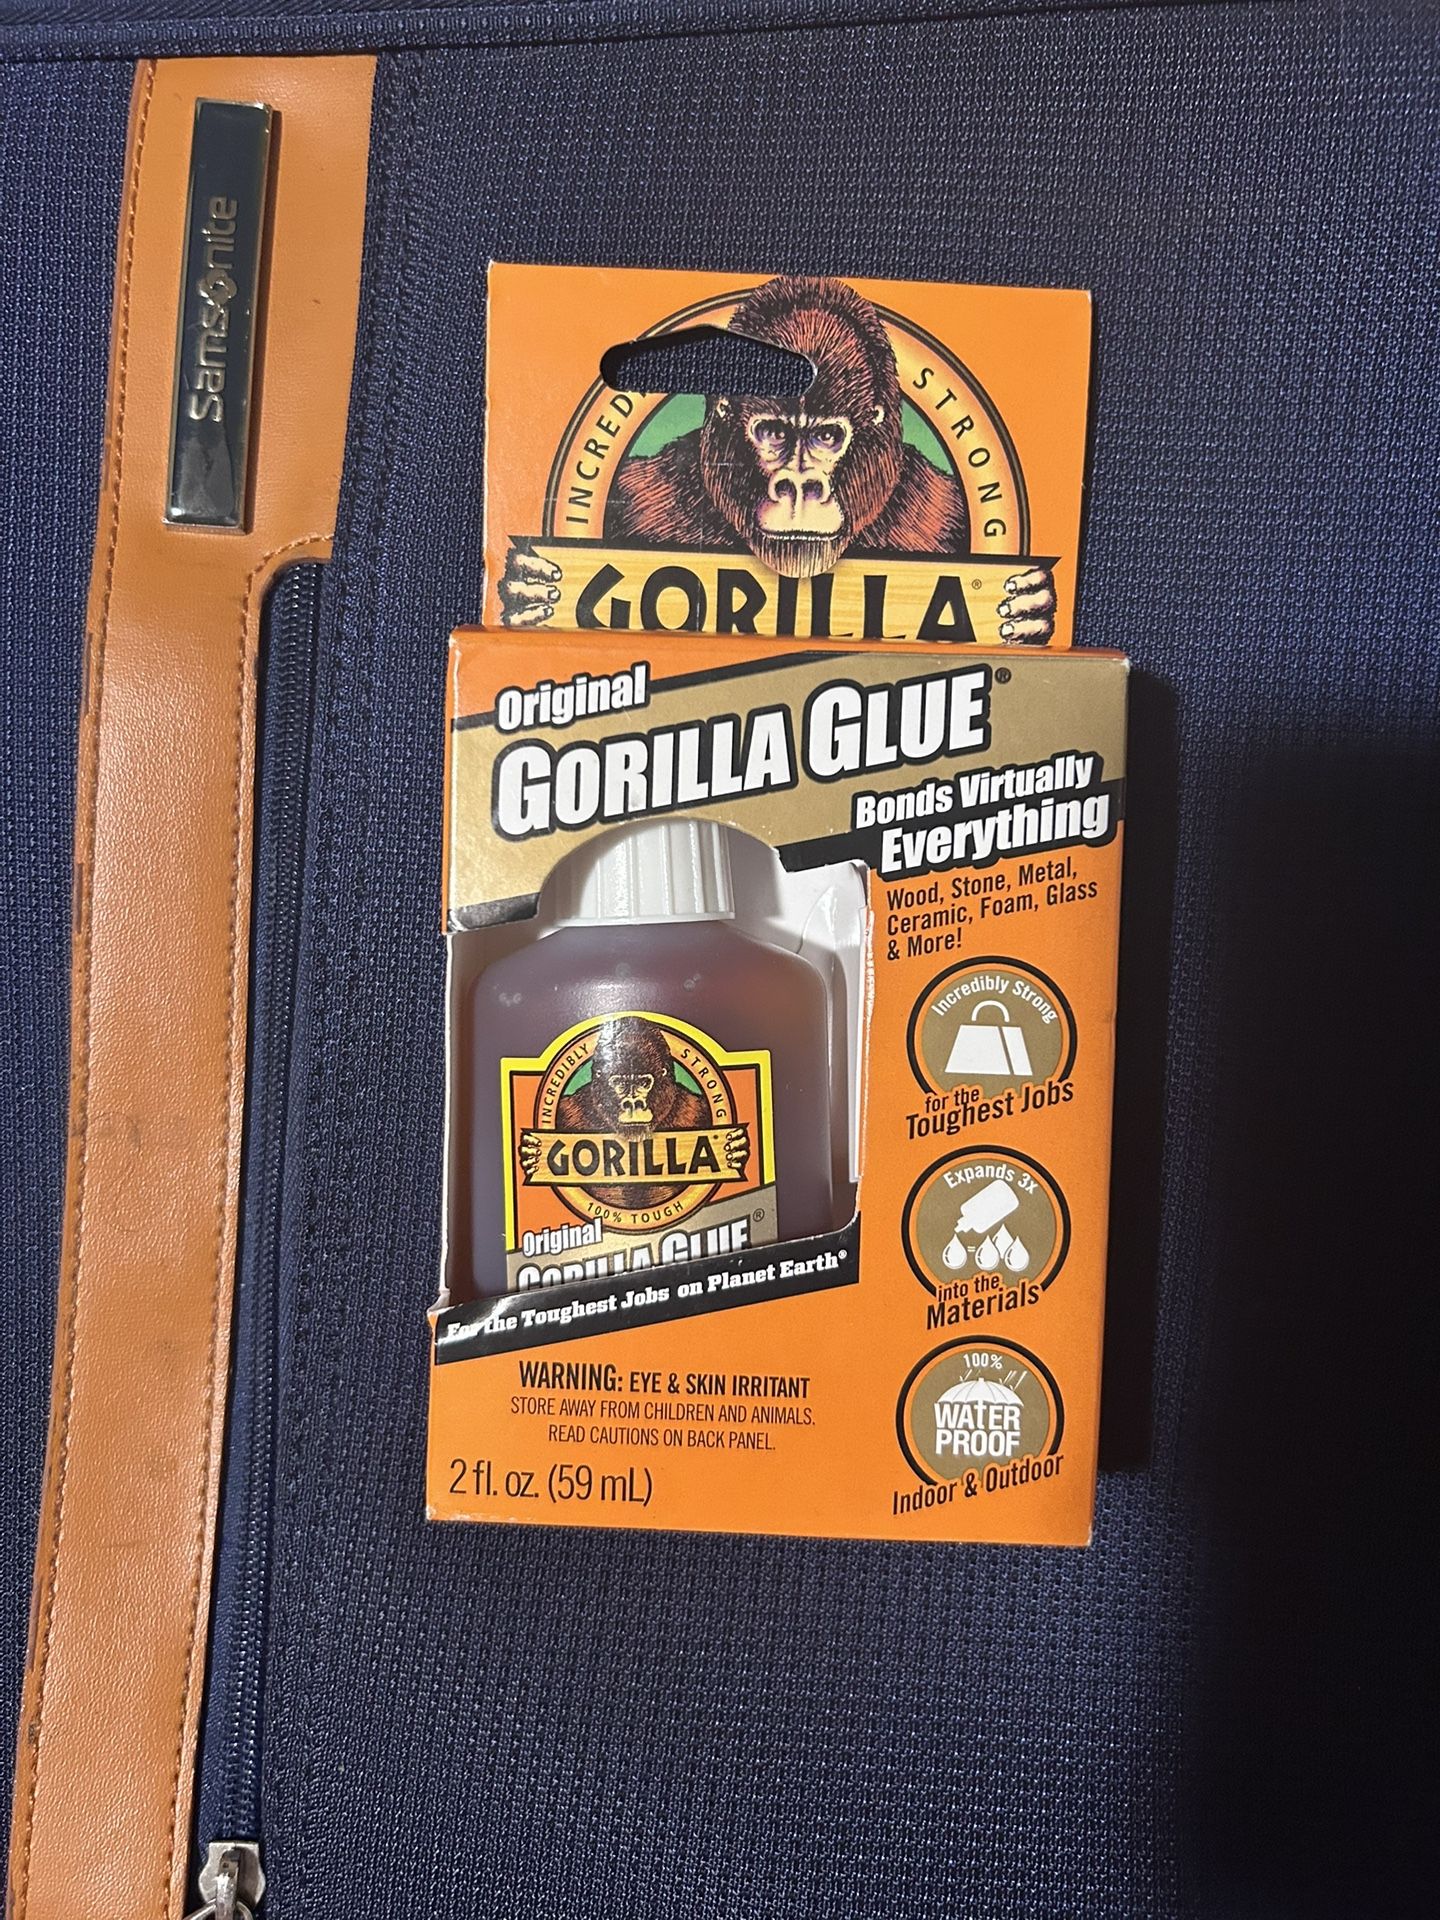 Samsonite
INCRED
STRONG
GORILLA®
Original
GORILLA GLUE®
Bonds Virtually
Everything
Wood, Stone, Metal,
Ceramic, Foam, Glass
& More!
Incredibly Strong
for the
Toughest Jobs
Expands 3x
into the
Materials
100%
WATER
PROOF
Indoor & Outdoor
INCREDIBLY STRONG
GORILLA
100% TOUGH
Original
GORILLA GLUE®
For the Toughest Jobs on Planet Earth®
WARNING: EYE & SKIN IRRITANT
STORE AWAY FROM CHILDREN AND ANIMALS.
READ CAUTIONS ON BACK PANEL.
2 fl. oz. (59 mL)